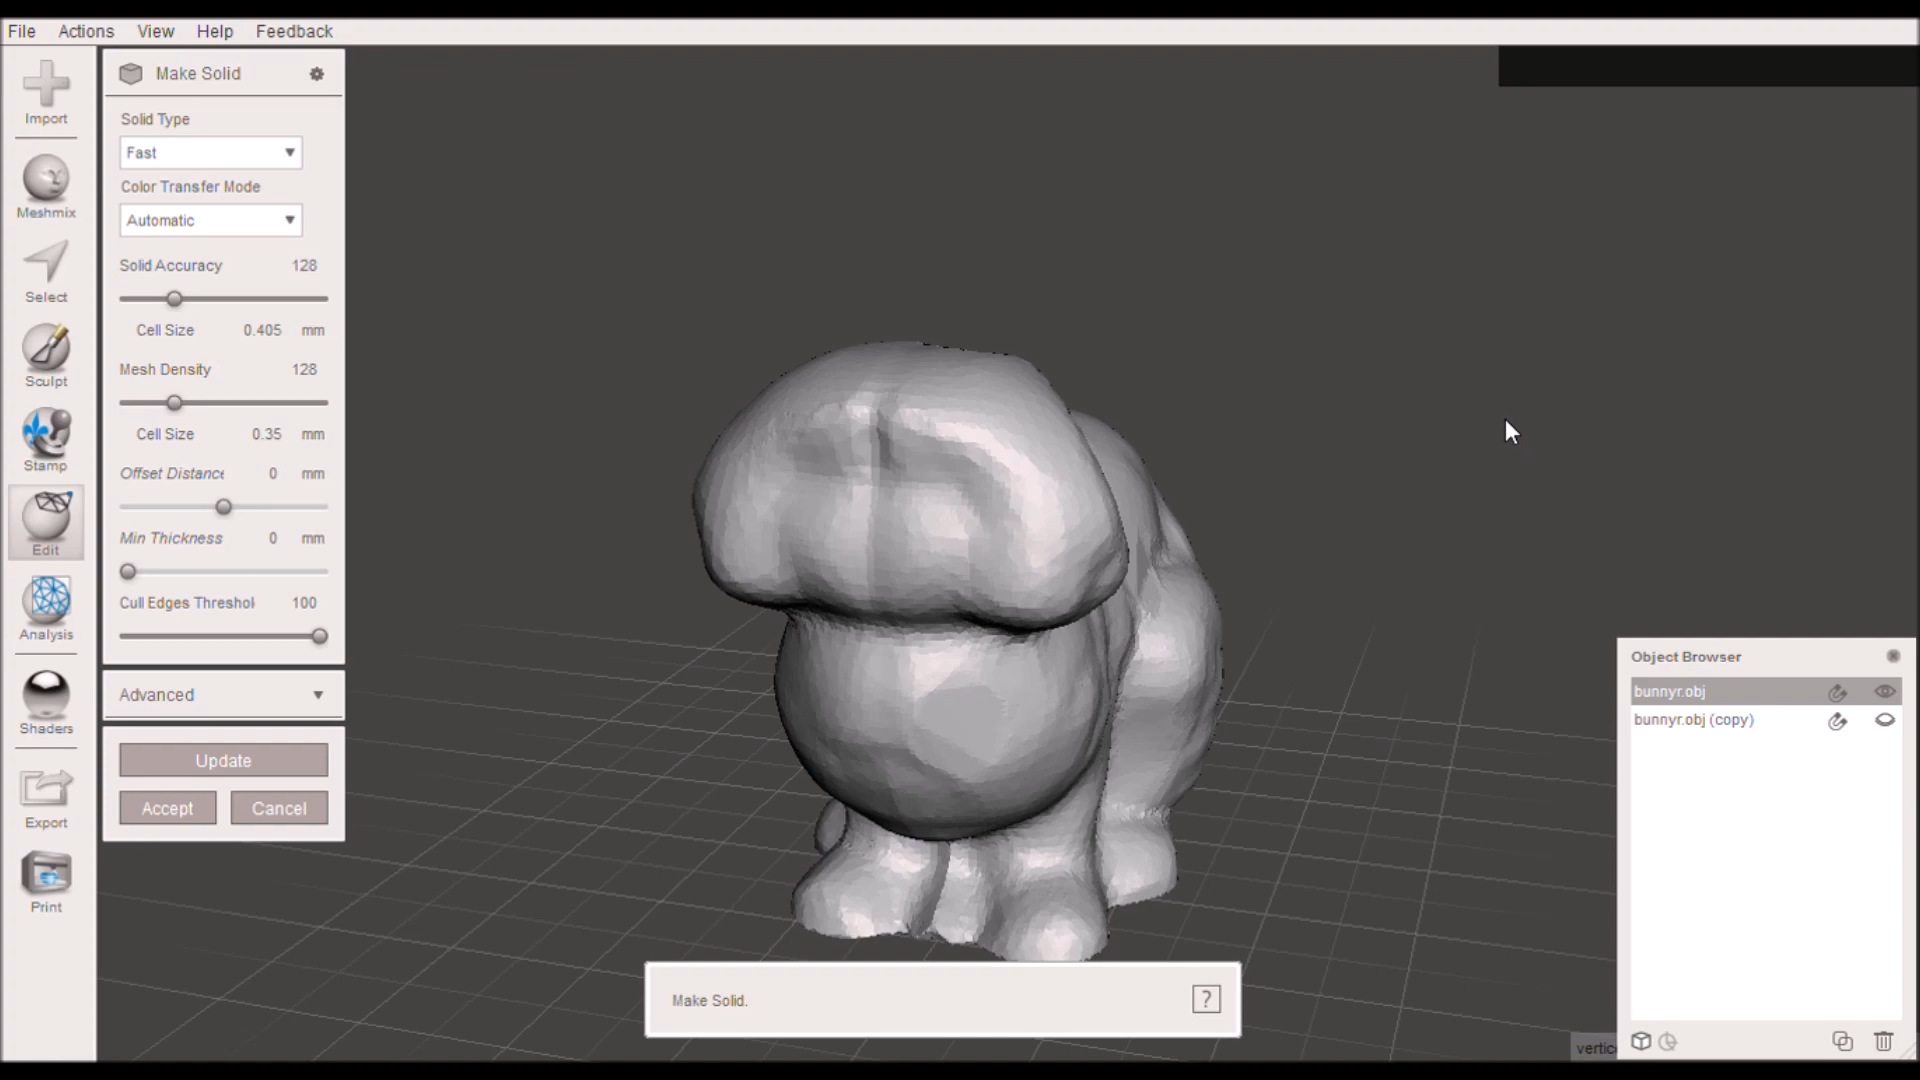 File Actions View Help Feedback
Import
Meshmix
Select
Sculpt
Stamp
Edit
Analysis
Shaders
Export
Print
Make Solid
Solid Type
Fast
Color Transfer Mode
Automatic
Solid Accuracy 128
Cell Size 0.405 mm
Mesh Density 128
Cell Size 0.35 mm
Offset Distanc
0 mm
Min Thickness 0 mm
Cull Edges Threshol 100
Advanced
Update
Accept Cancel
Make Solid.
?
Object Browser
bunnyr.obj
bunnyr.obj (copy)
vertic